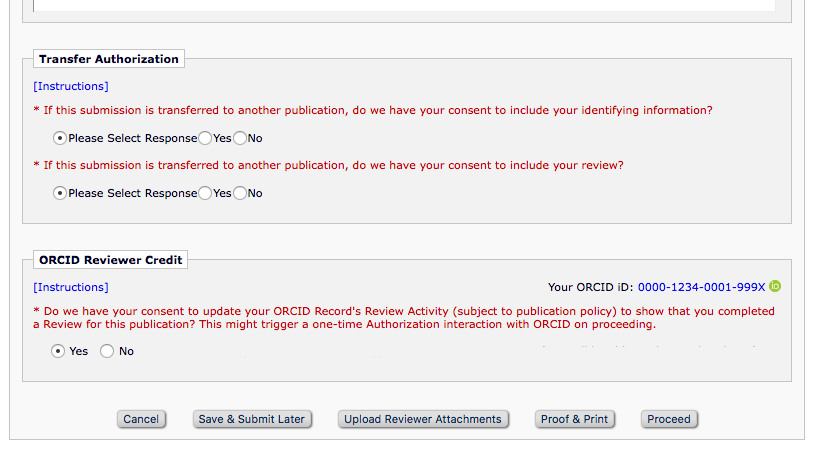 Transfer Authorization
[Instructions]
* If this submission is transferred to another publication, do we have your consent to include your identifying information?
Please Select Response Yes No
* If this submission is transferred to another publication, do we have your consent to include your review?
Please Select Response Yes No
ORCID Reviewer Credit
[Instructions] Your ORCID iD: 0000-1234-0001-999X iD
* Do we have your consent to update your ORCID Record's Review Activity (subject to publication policy) to show that you completed
a Review for this publication? This might trigger a one-time Authorization interaction with ORCID on proceeding.
Yes No
Cancel Save & Submit Later Upload Reviewer Attachments Proof & Print Proceed